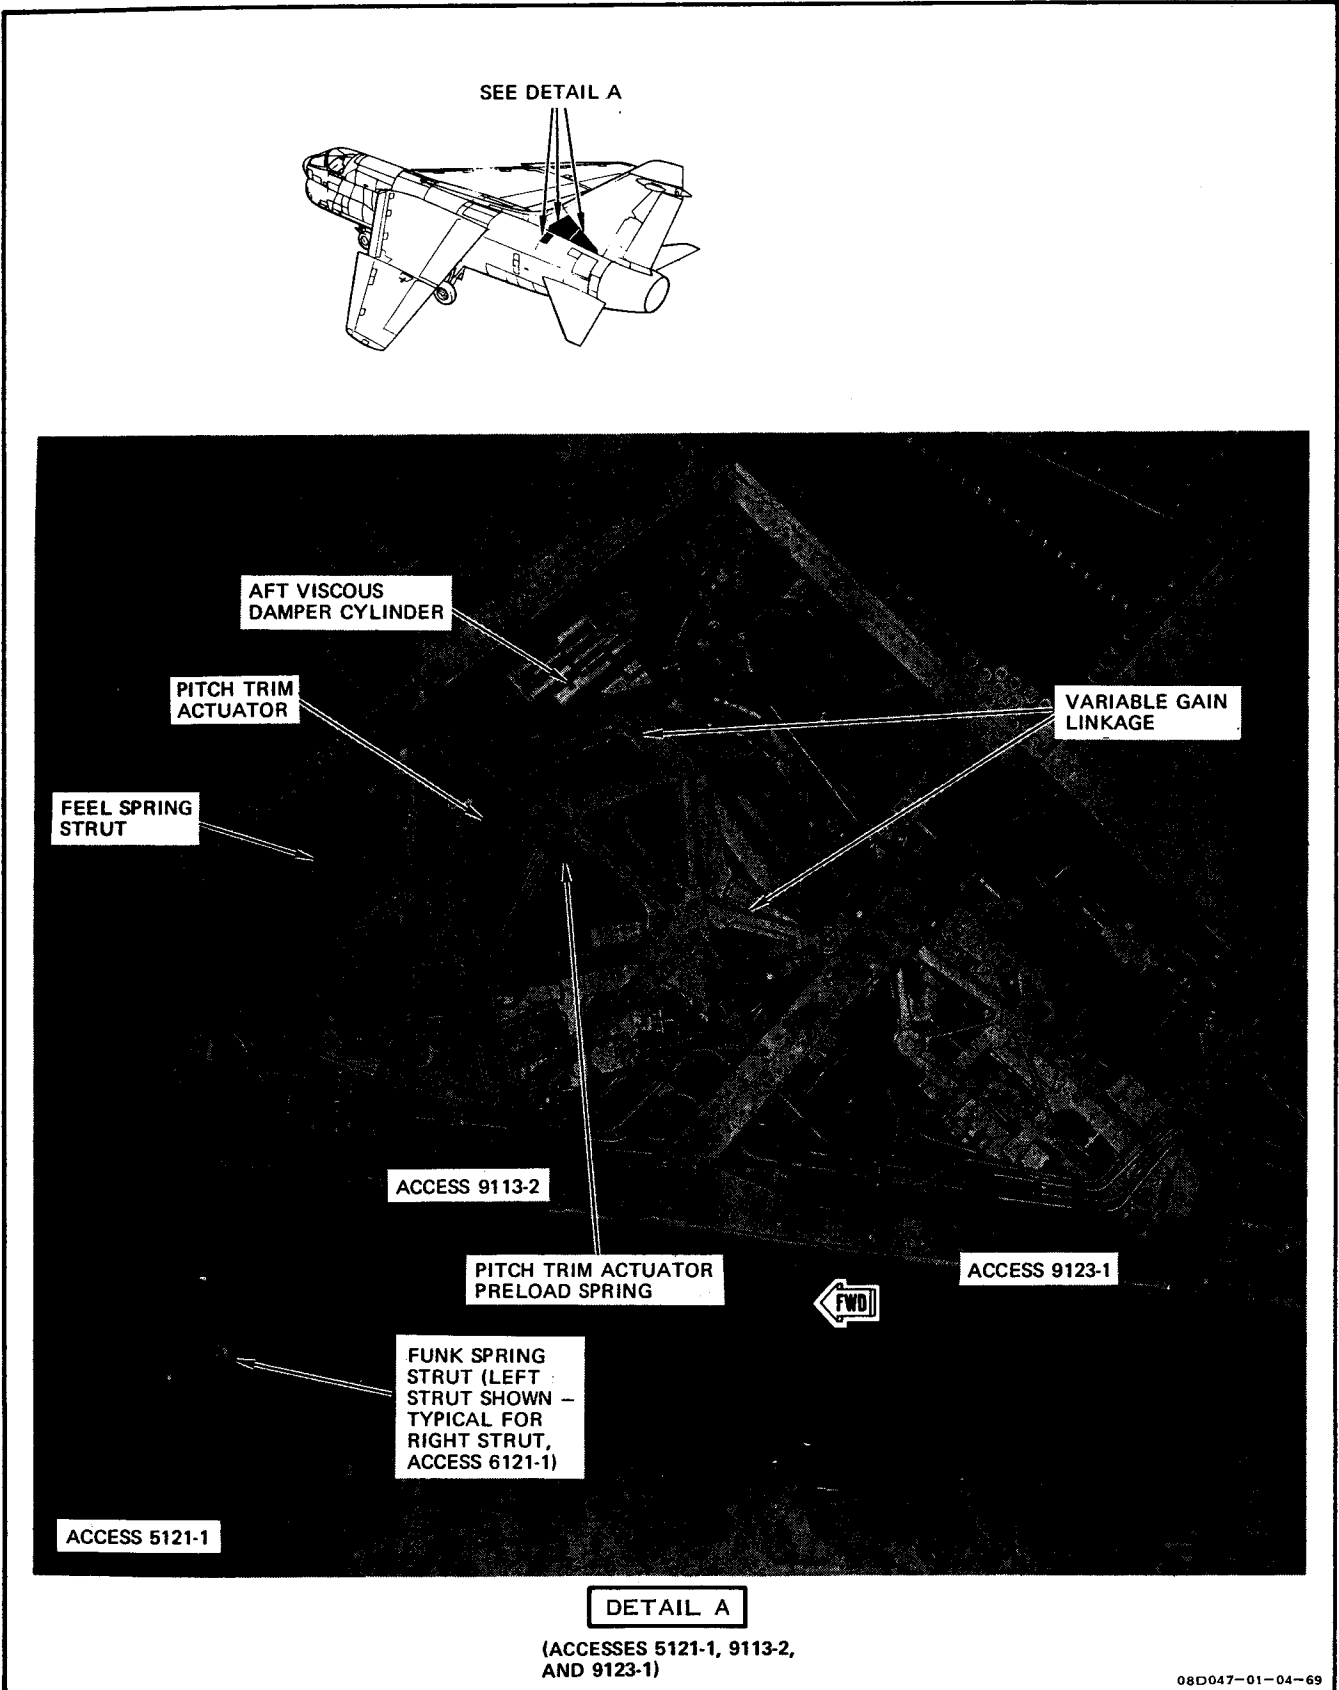 SEE DETAIL A
AFT VISCOUS
DAMPER CYLINDER
PITCH TRIM
ACTUATOR
VARIABLE GAIN
LINKAGE
FEEL SPRING
STRUT
ACCESS 9113-2
PITCH TRIM ACTUATOR
PRELOAD SPRING
ACCESS 9123-1
FWD
FUNK SPRING
STRUT (LEFT
STRUT SHOWN –
TYPICAL FOR
RIGHT STRUT,
ACCESS 6121-1)
ACCESS 5121-1
DETAIL A
(ACCESSES 5121-1, 9113-2,
AND 9123-1)
08D047-01-04-69